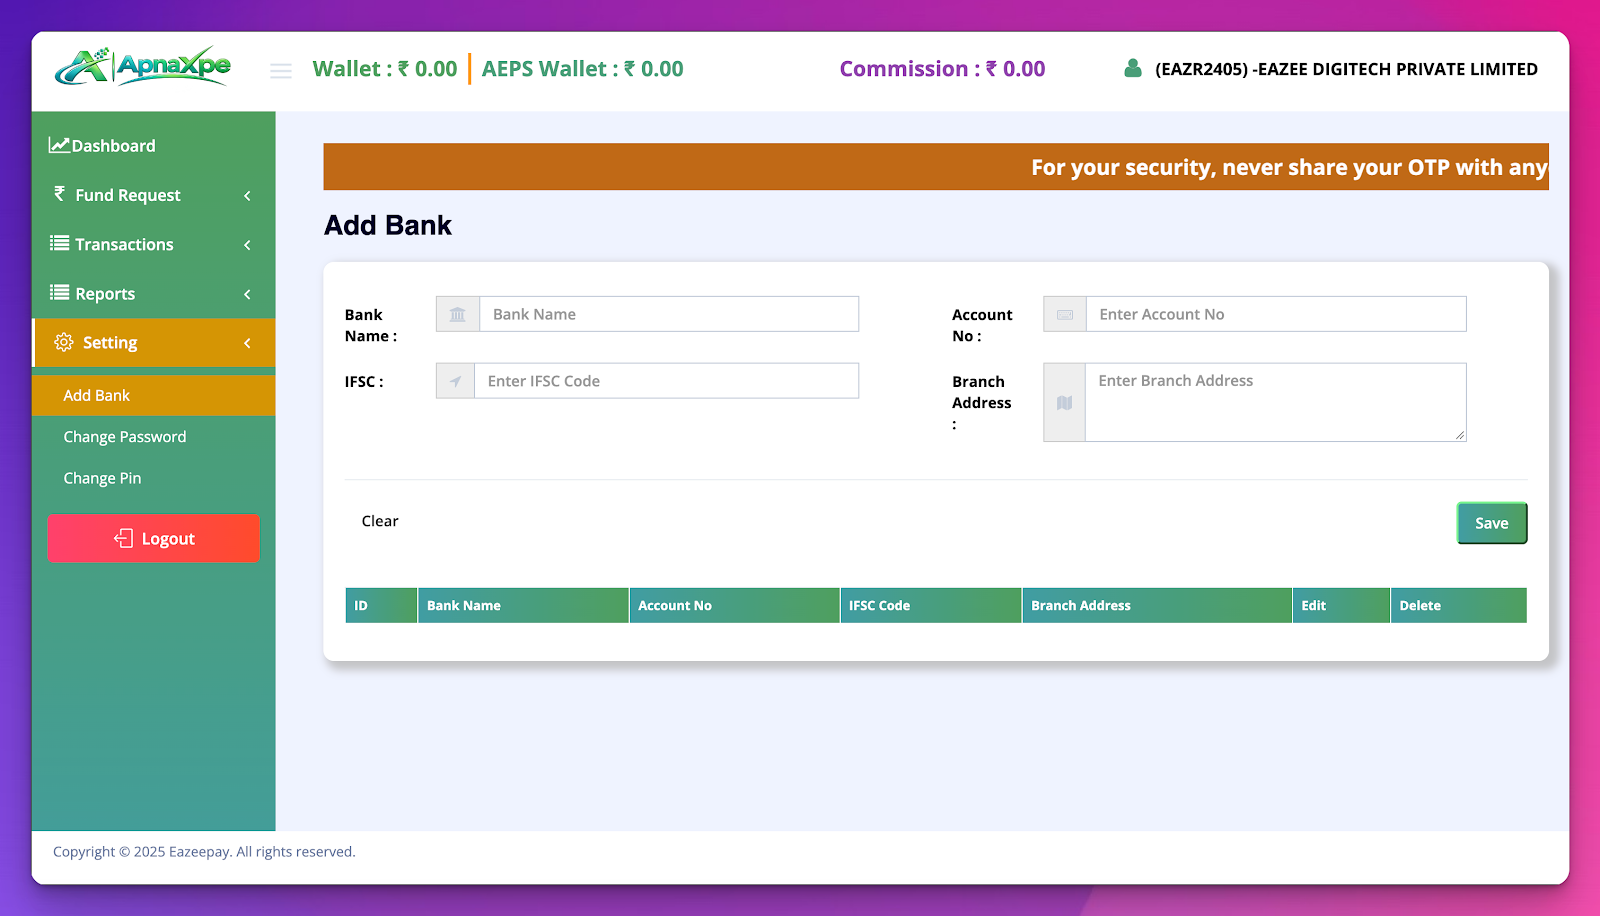 ApnaXpe
Wallet : ₹ 0.00 AEPS Wallet : ₹ 0.00 Commission : ₹ 0.00 (EAZR2405) -EAZEE DIGITECH PRIVATE LIMITED
Dashboard
Fund Request
Transactions
Reports
Setting
Add Bank
Change Password
Change Pin
Logout
For your security, never share your OTP with any
Add Bank
Bank
Name :
Bank Name
Account
No :
Enter Account No
IFSC :
Enter IFSC Code
Branch
Address
:
Enter Branch Address
Clear
Save
ID Bank Name Account No IFSC Code Branch Address Edit Delete
Copyright © 2025 Eazeepay. All rights reserved.